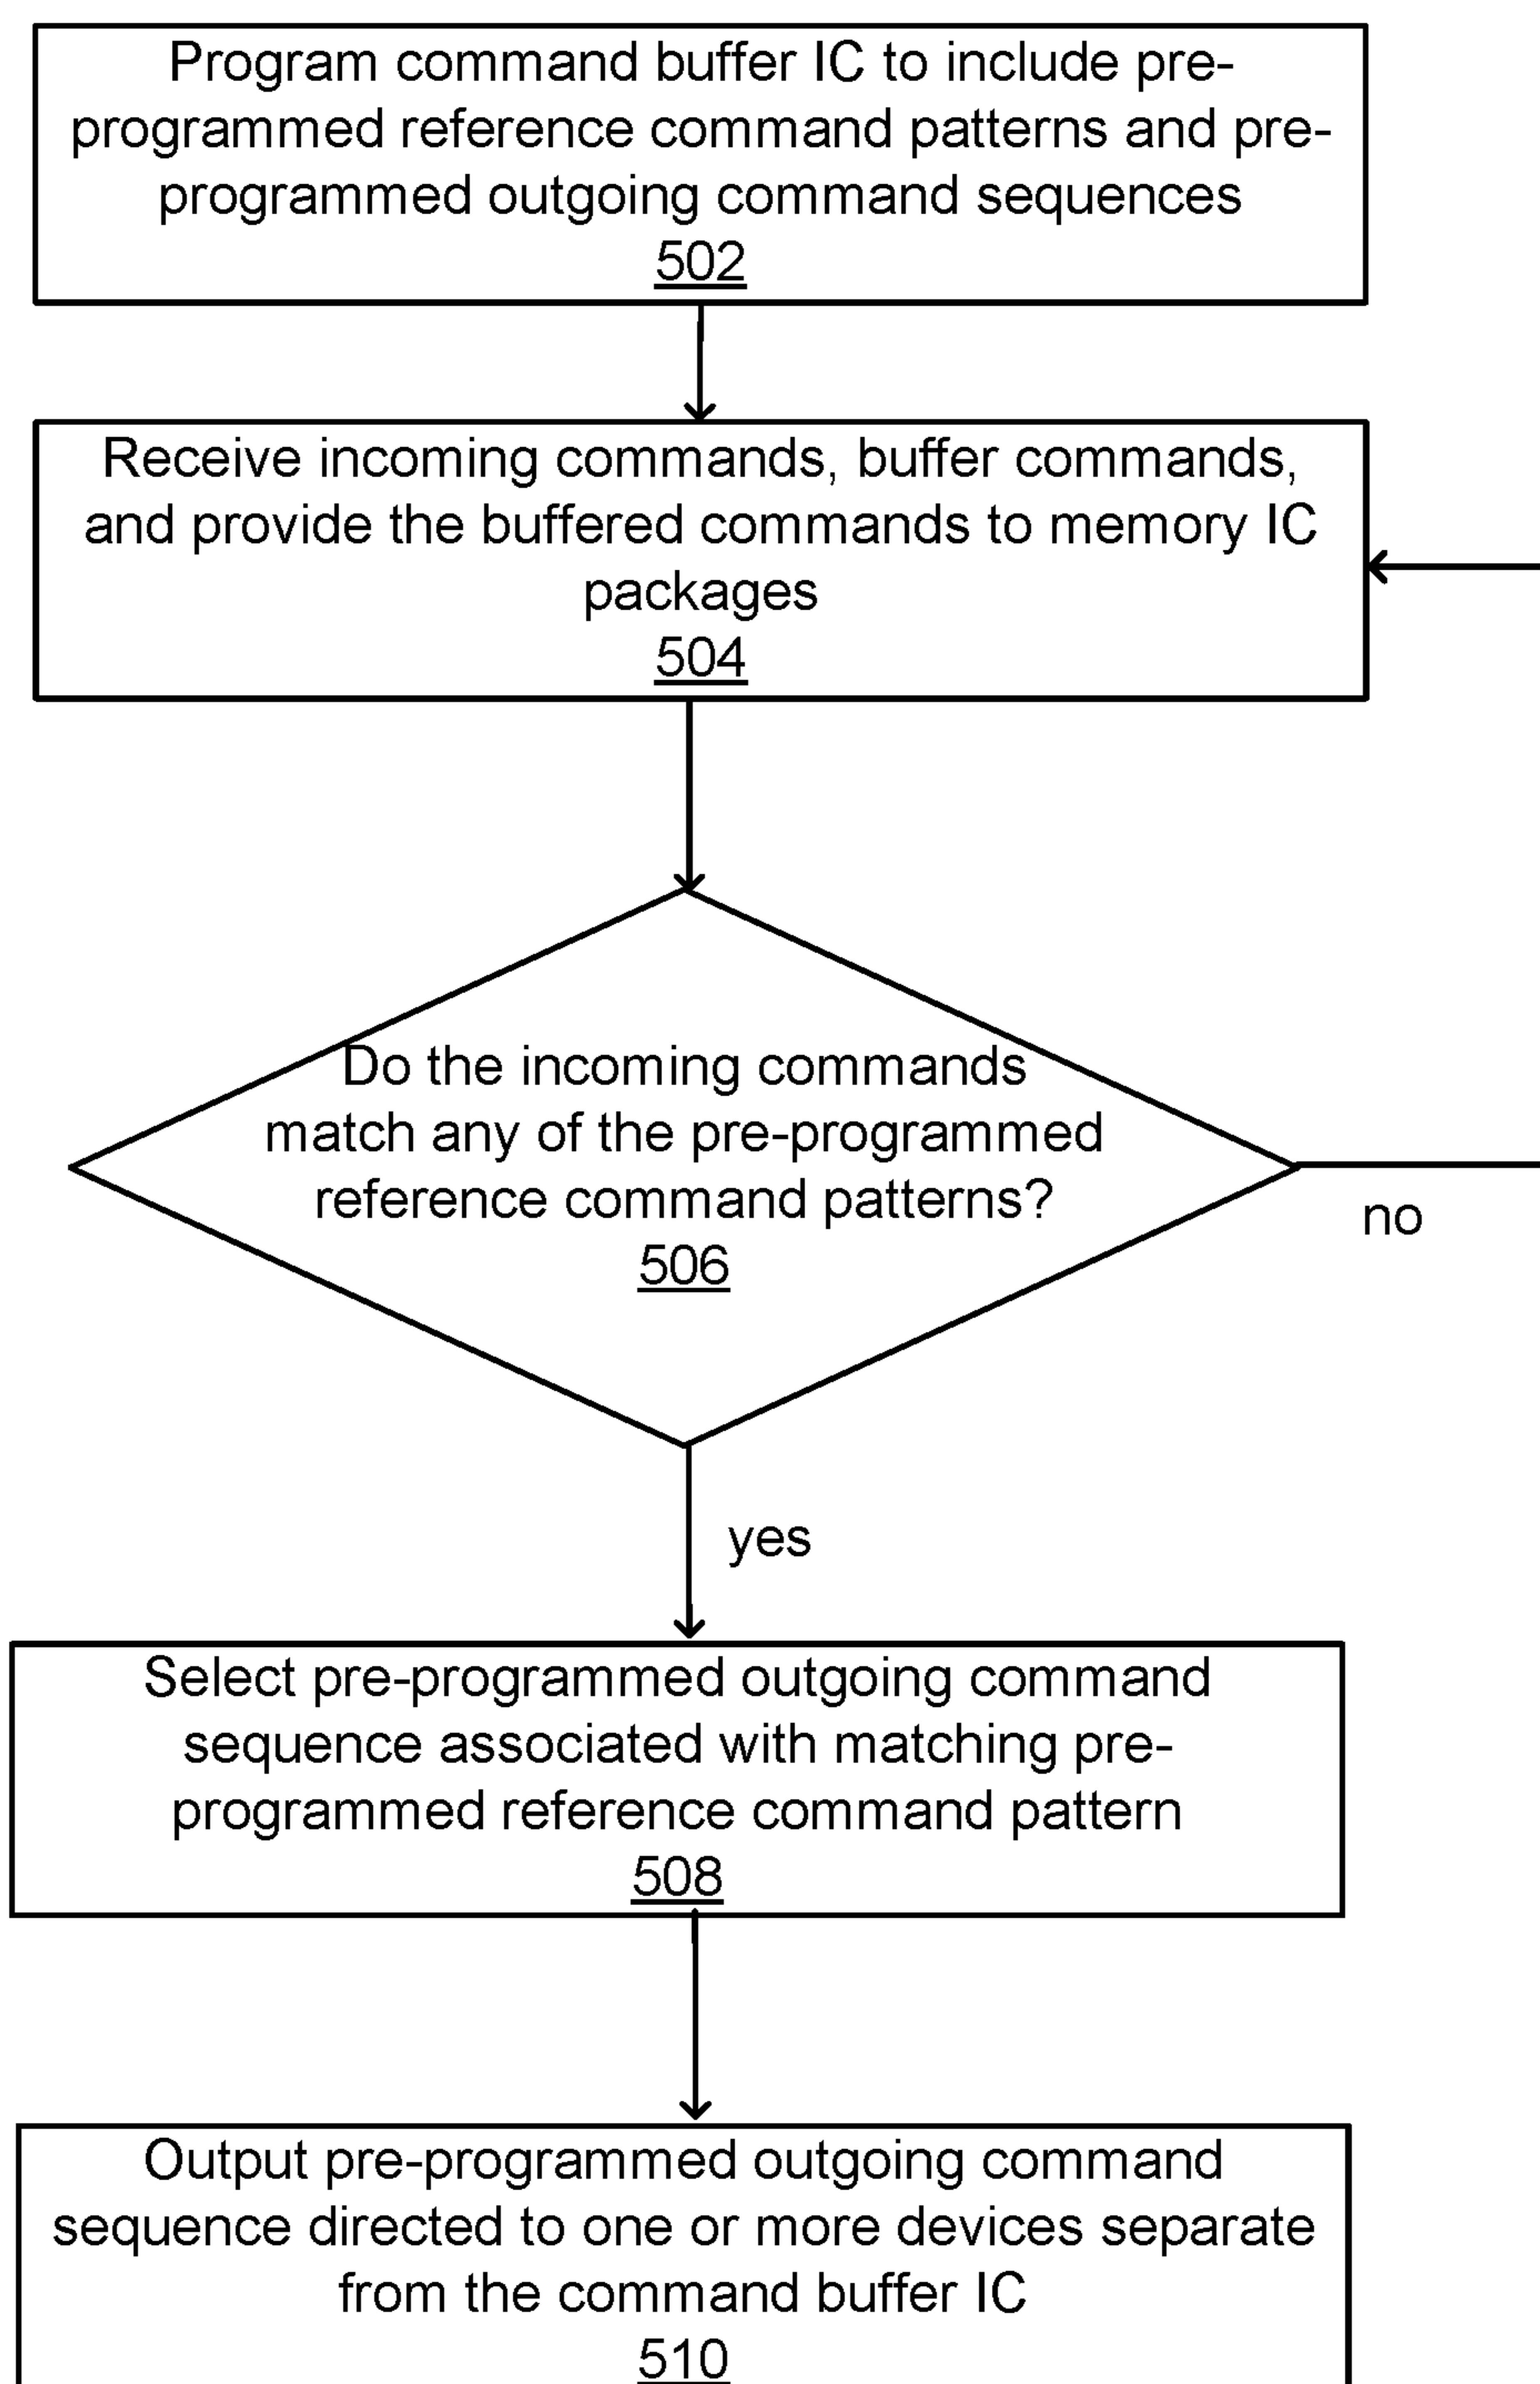 Program command buffer IC to include pre-
programmed reference command patterns and pre-
programmed outgoing command sequences
502
Receive incoming commands, buffer commands,
and provide the buffered commands to memory IC
packages
504
Do the incoming commands
match any of the pre-programmed
reference command patterns?
506
no
yes
Select pre-programmed outgoing command
sequence associated with matching pre-
programmed reference command pattern
508
Output pre-programmed outgoing command
sequence directed to one or more devices separate
from the command buffer IC
510